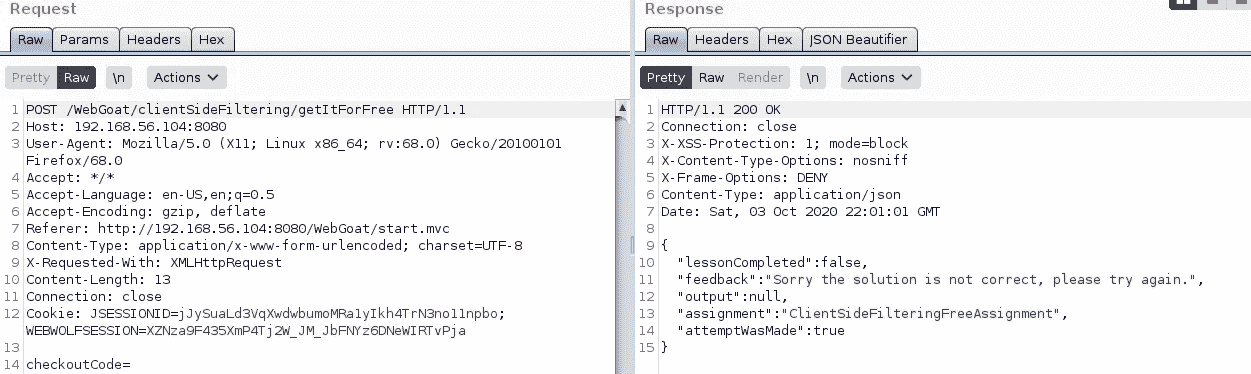 Request
Raw Params Headers Hex
Pretty Raw \n Actions
1 POST /WebGoat/clientSideFiltering/getItForFree HTTP/1.1
2 Host: 192.168.56.104:8080
3 User-Agent: Mozilla/5.0 (X11; Linux x86_64; rv:68.0) Gecko/20100101
Firefox/68.0
4 Accept: */*
5 Accept-Language: en-US,en;q=0.5
6 Accept-Encoding: gzip, deflate
7 Referer: http://192.168.56.104:8080/WebGoat/start.mvc
8 Content-Type: application/x-www-form-urlencoded; charset=UTF-8
9 X-Requested-With: XMLHttpRequest
10 Content-Length: 13
11 Connection: close
12 Cookie: JSESSIONID=jJySuaLd3VqXwdwbumoMRa1yIkh4TrN3no11npbo;
WEBWOLFSESSION=XZNza9F435XmP4Tj2W_JM_JbFNYz6DNeWIRTvPja
13
14 checkoutCode=
Response
Raw Headers Hex JSON Beautifier
Pretty Raw Render \n Actions
1 HTTP/1.1 200 OK
2 Connection: close
3 X-XSS-Protection: 1; mode=block
4 X-Content-Type-Options: nosniff
5 X-Frame-Options: DENY
6 Content-Type: application/json
7 Date: Sat, 03 Oct 2020 22:01:01 GMT
8
9 {
10 "lessonCompleted":false,
11 "feedback":"Sorry the solution is not correct, please try again.",
12 "output":null,
13 "assignment":"ClientSideFilteringFreeAssignment",
14 "attemptWasMade":true
15 }